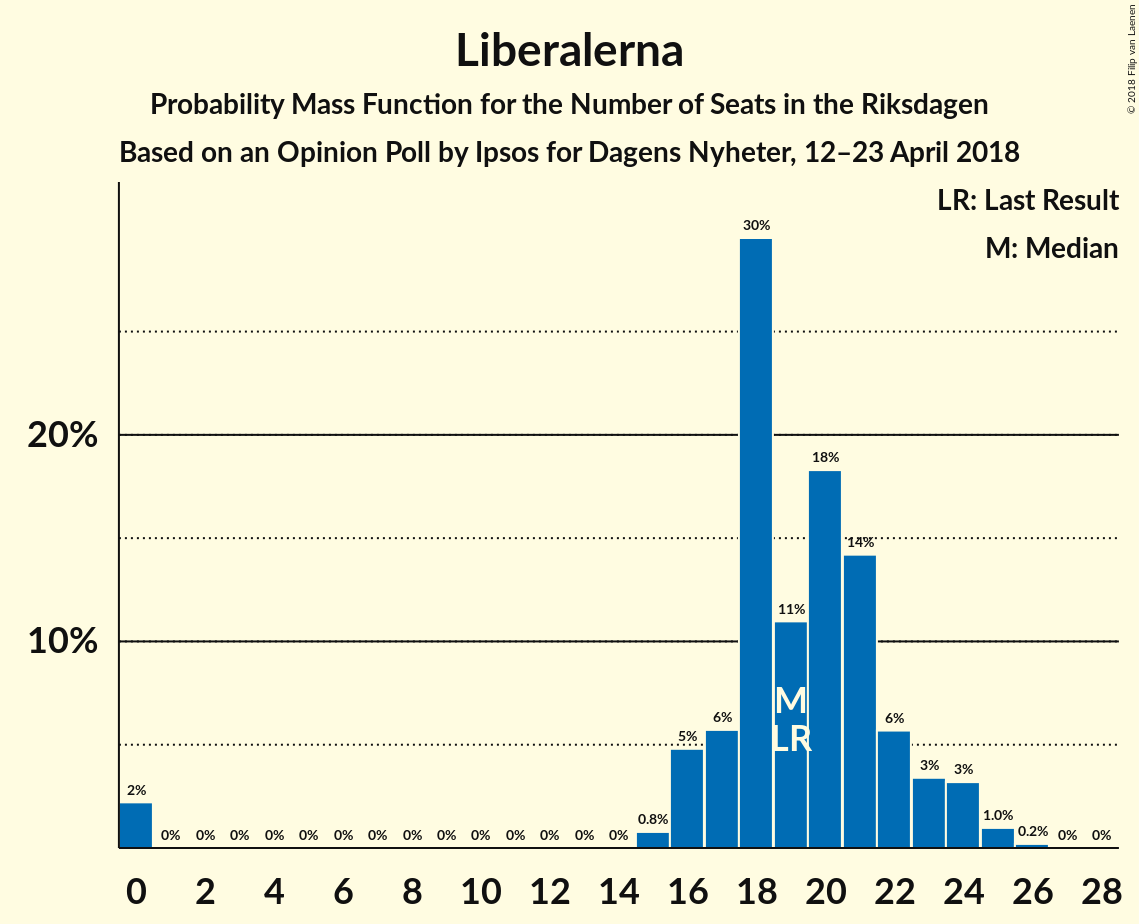 Liberalerna
Probability Mass Function for the Number of Seats in the Riksdagen
Based on an Opinion Poll by Ipsos for Dagens Nyheter, 12–23 April 2018
© 2018 Filip van Laenen
LR: Last Result
M: Median
20%
10%
2% 0% 0% 0% 0% 0% 0% 0% 0% 0% 0% 0% 0% 0% 0% 0.8% 5% 6% 30% 11% 18% 14% 6% 3% 3% 1.0% 0.2% 0% 0%
M
LR
0 2 4 6 8 10 12 14 16 18 20 22 24 26 28